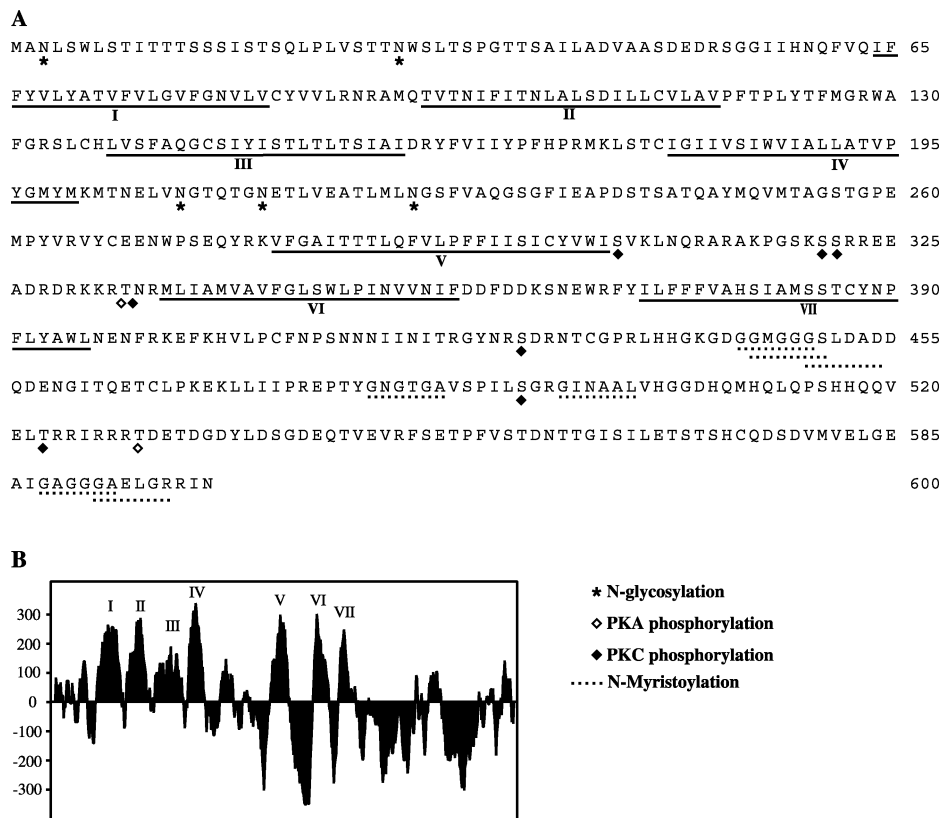 A
MANLSWLSTITTTSSSISTSQLPLVSTTNWSLTSPGTTSAILADVAASDEDRSGGIIHNQFVQIF 65
* *
FYVLYATVFVLGVFGNVLVCYVVLRNRAMQTVTNIFITNLALSDILLCVLAVPFTPLYTFMGRWA 130
I II
FGRSLCHLVSFAQGCSIYISTLTLTSIAIDRYFVIIYPFHPRMKLSTCIGIIVSIWVIALLATVP 195
III IV
YGMYMKMTNELVNGTQTGNETLVEATLMLNGSFVAQGSGFIEAPDSTSATQAYMQVMTAGSTGPE 260
* * *
MPYVRVYCEENWPSEQYRKVFGAITTTLQFVLPFFIISICYVWISVKLNQRARAKPGSKSSRREE 325
V ◆ ◆ ◆
ADRDRKKRTNRMLIAMVAVFGLSWLPINVVNIFDDFDDKSNEWRFYILFFFVAHSIAMSSTCYNP 390
◇ ◆ VI VII
FLYAWLNENFRKEFKHVLPCFNPSNNNIINITRGYNRSDRNTCGPRLHHGKGDGGMGGGSLDADD 455
◆
QDENGITQETCLPKEKLLIIPREPTYGNGTGAVSPILSGRGINAALVHGGDHQMHQLQPSHHQQV 520
◆
ELTRRIRRRTDETDGDYLDSGDEQTVEVRFSETPFVSTDNTTGISILETSTSHCQDSDVMVELGE 585
◆ ◇
AIGAGGGAELGRRIN 600
B
I II III IV V VI VII
300
200
100
0
-100
-200
-300
* N-glycosylation
◇ PKA phosphorylation
◆ PKC phosphorylation
N-Myristoylation